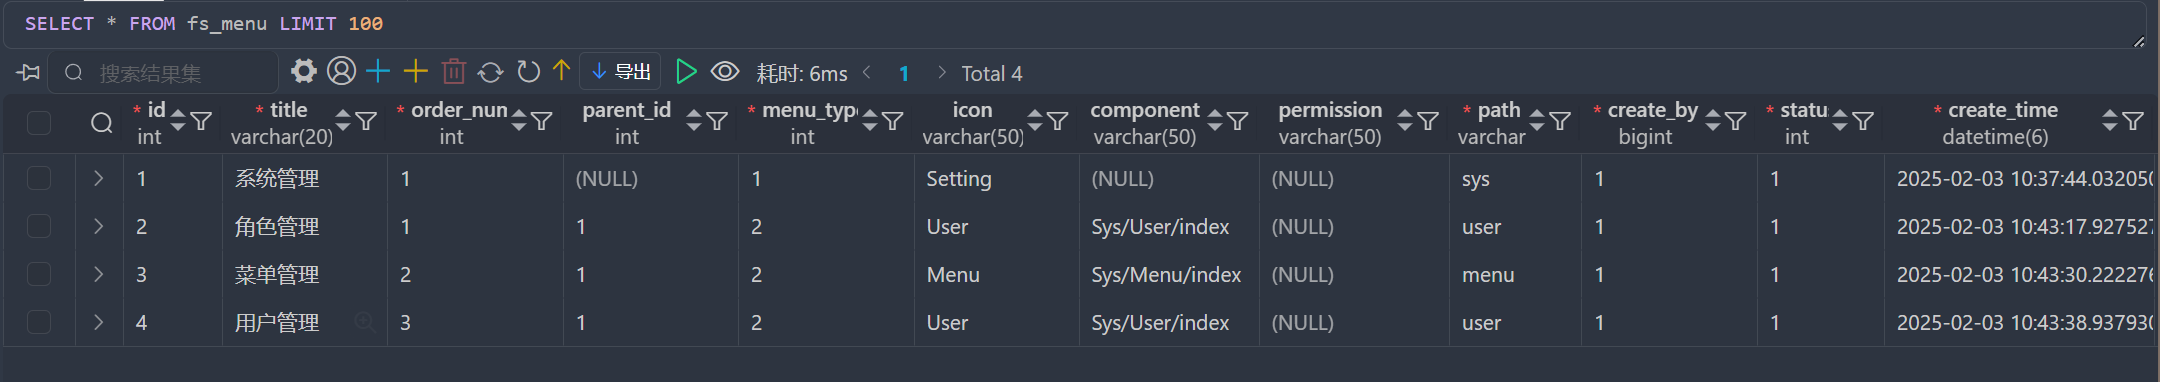 SELECT * FROM fs_menu LIMIT 100
搜索结果集 导出 耗时: 6ms 1 Total 4
* id * title * order_num parent_id * menu_typ icon component permission * path * create_by * statu * create_time
int varchar(20) int int int varchar(50) varchar(50) varchar(50) varchar bigint int datetime(6)
1 系统管理 1 (NULL) 1 Setting (NULL) (NULL) sys 1 1 2025-02-03 10:37:44.032050
2 角色管理 1 1 2 User Sys/User/index (NULL) user 1 1 2025-02-03 10:43:17.927527
3 菜单管理 2 1 2 Menu Sys/Menu/index (NULL) menu 1 1 2025-02-03 10:43:30.222276
4 用户管理 3 1 2 User Sys/User/index (NULL) user 1 1 2025-02-03 10:43:38.937930